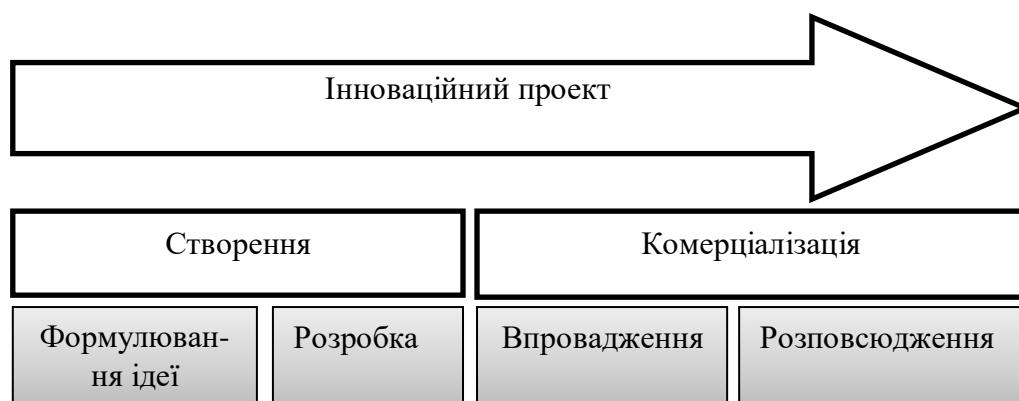 Інноваційний проект
Створення
Комерціалізація
Формулюван-
ня ідеї
Розробка
Впровадження
Розповсюдження